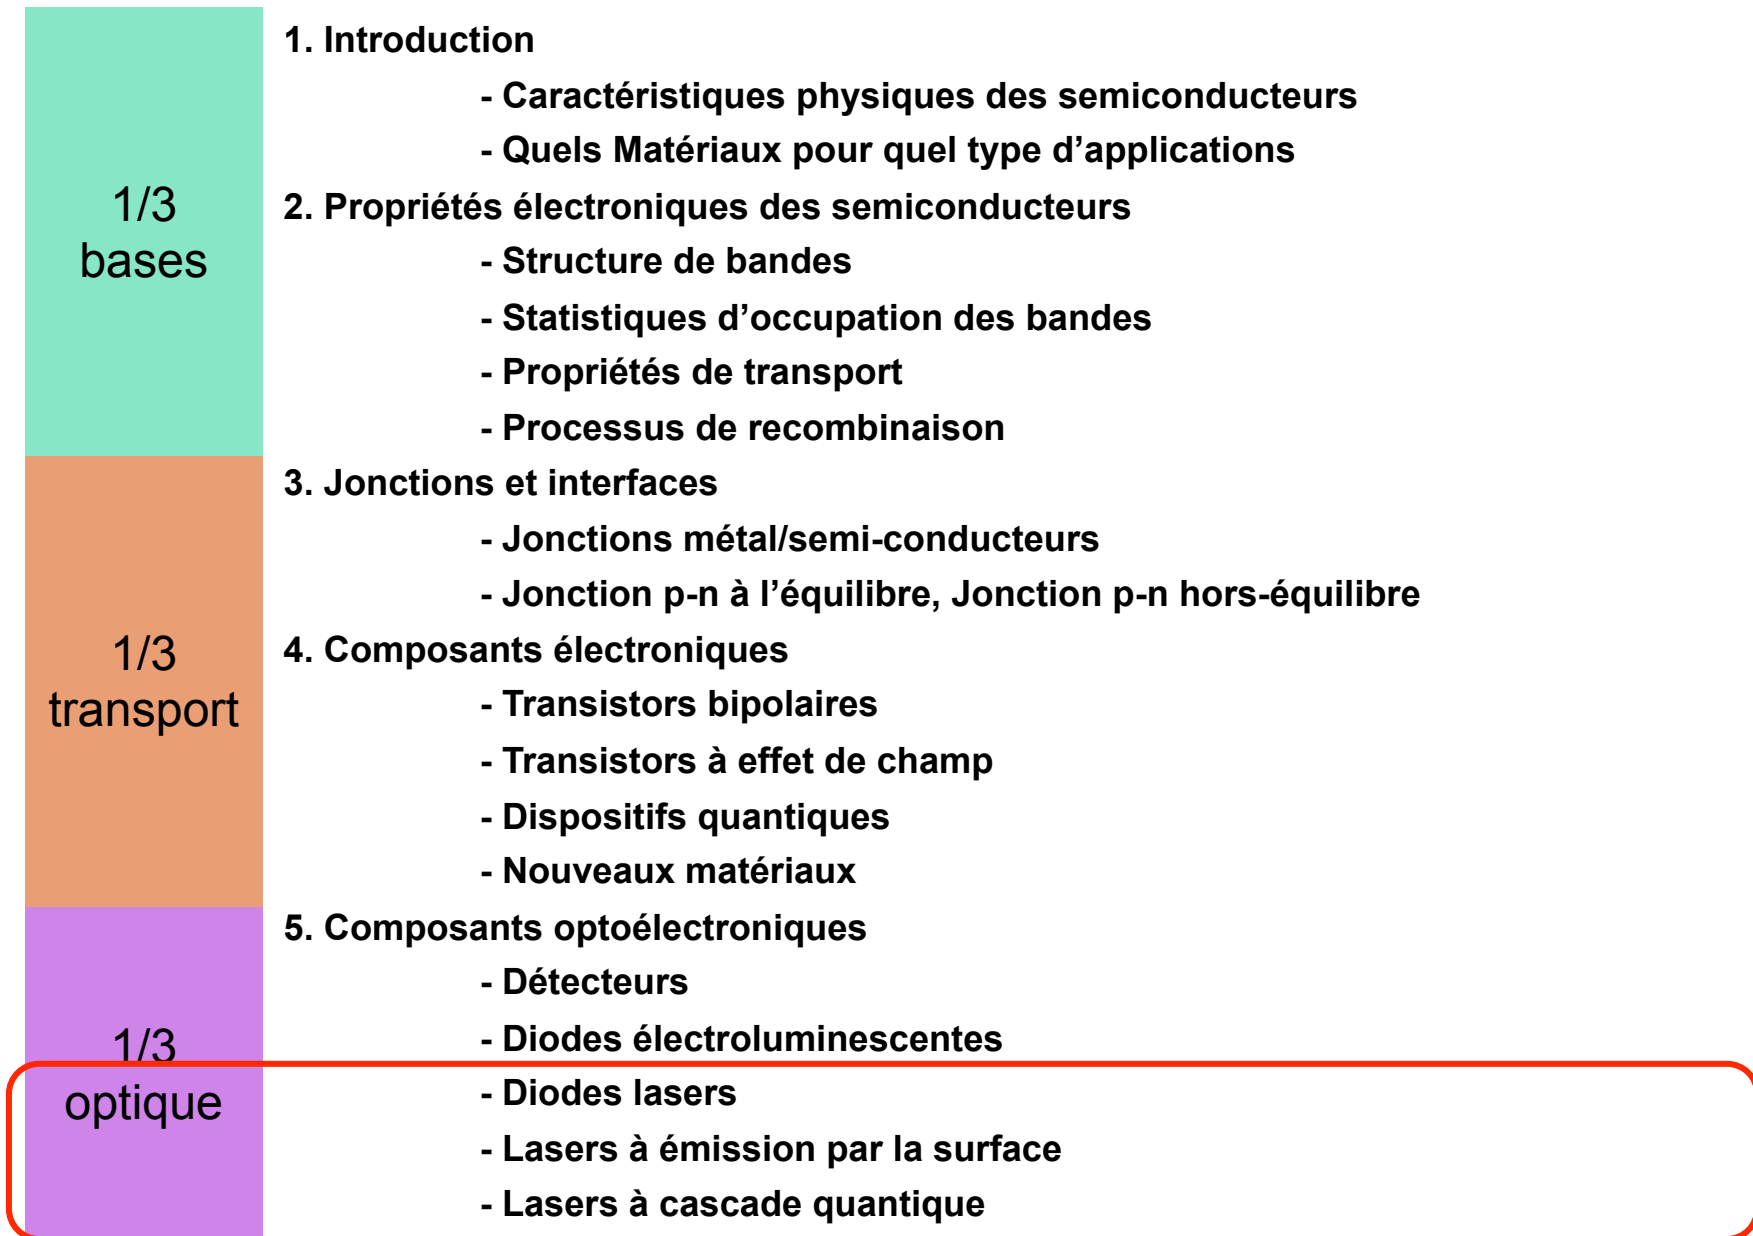 1/3
bases
1. Introduction
- Caractéristiques physiques des semiconducteurs
- Quels Matériaux pour quel type d’applications
2. Propriétés électroniques des semiconducteurs
- Structure de bandes
- Statistiques d’occupation des bandes
- Propriétés de transport
- Processus de recombinaison
1/3
transport
3. Jonctions et interfaces
- Jonctions métal/semi-conducteurs
- Jonction p-n à l’équilibre, Jonction p-n hors-équilibre
4. Composants électroniques
- Transistors bipolaires
- Transistors à effet de champ
- Dispositifs quantiques
- Nouveaux matériaux
1/3
optique
5. Composants optoélectroniques
- Détecteurs
- Diodes électroluminescentes
- Diodes lasers
- Lasers à émission par la surface
- Lasers à cascade quantique